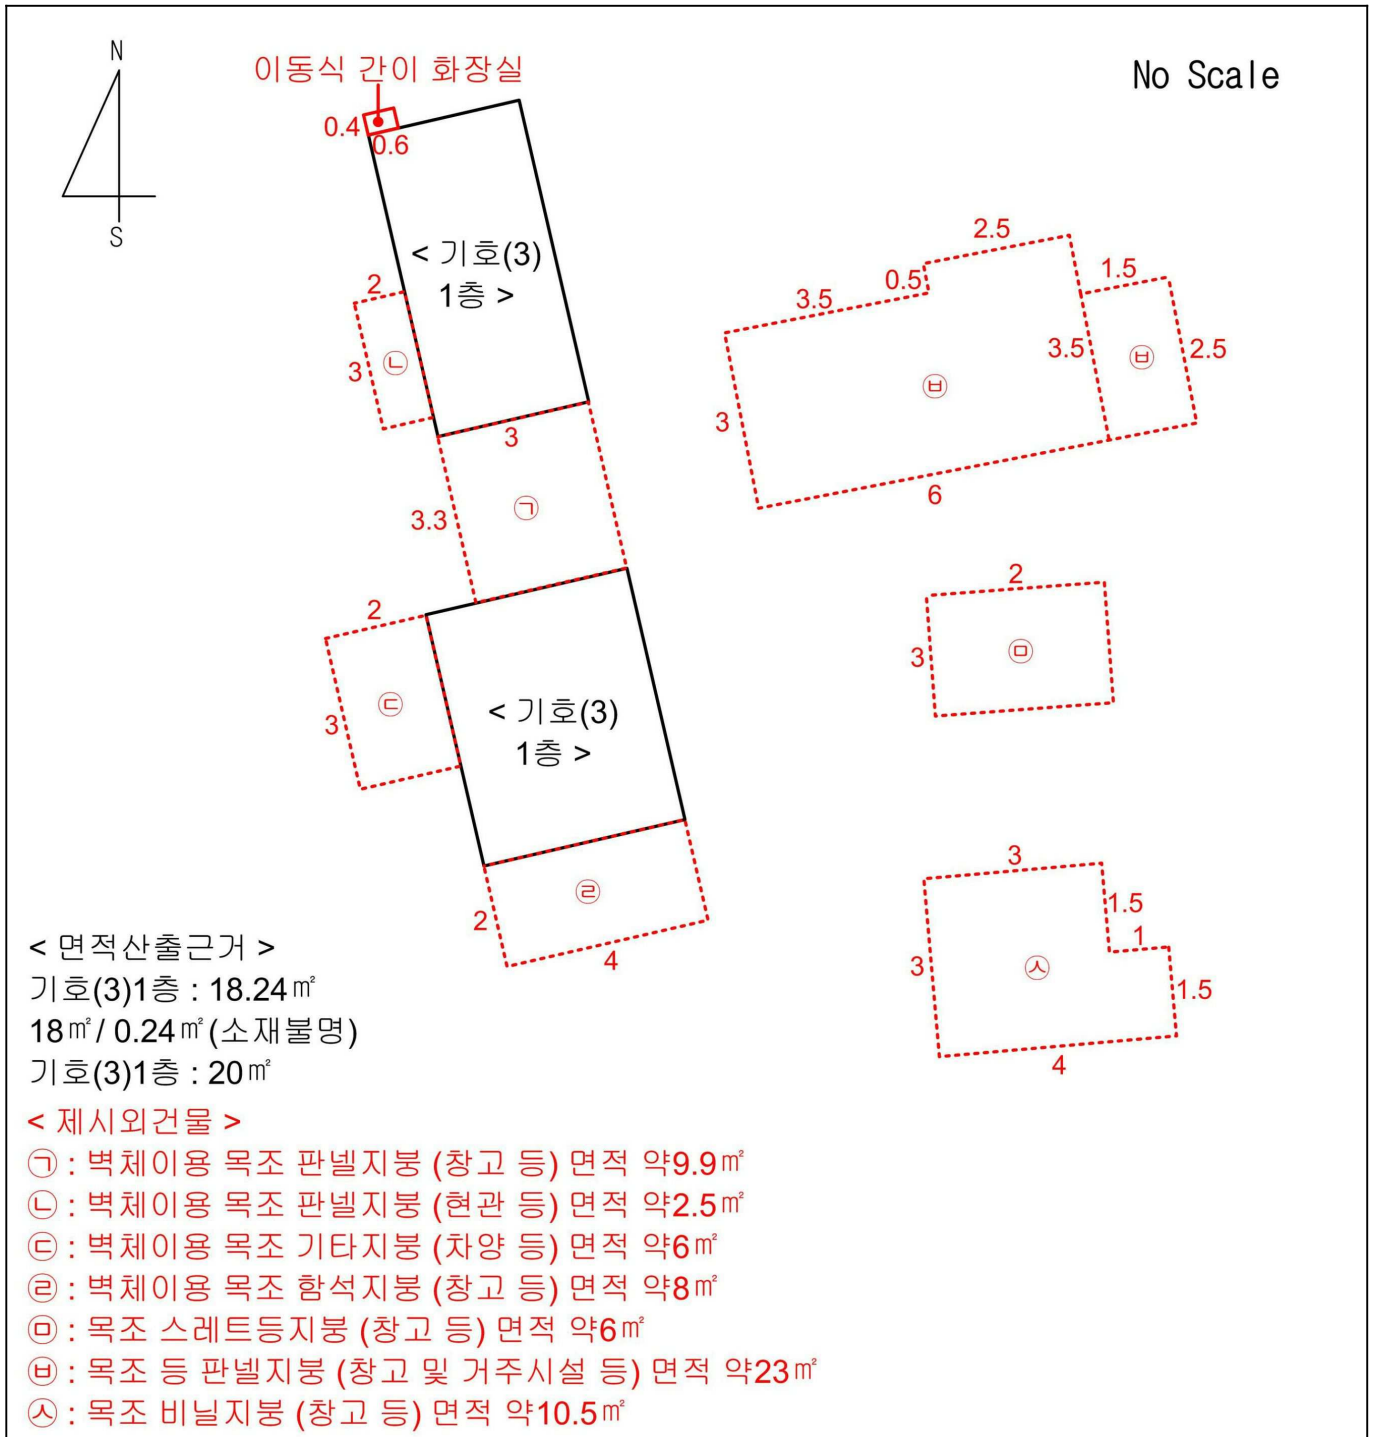 N
S
이동식 간이 화장실
No Scale
0.4
0.6
< 기호(3)
1층 >
2
3
㉡
3
3.3
㉠
2
3
㉢
< 기호(3)
1층 >
2
㉣
4
2.5
0.5
3.5
1.5
3.5
2.5
3
㉥
㉥
6
2
3
㉤
3
1.5
1
3
㉦
1.5
4
< 면적산출근거 >
기호(3)1층 : 18.24㎡
18㎡/ 0.24㎡(소재불명)
기호(3)1층 : 20㎡
< 제시외건물 >
㉠ : 벽체이용 목조 판넬지붕 (창고 등) 면적 약9.9㎡
㉡ : 벽체이용 목조 판넬지붕 (현관 등) 면적 약2.5㎡
㉢ : 벽체이용 목조 기타지붕 (차양 등) 면적 약6㎡
㉣ : 벽체이용 목조 함석지붕 (창고 등) 면적 약8㎡
㉤ : 목조 스레트등지붕 (창고 등) 면적 약6㎡
㉥ : 목조 등 판넬지붕 (창고 및 거주시설 등) 면적 약23㎡
㉦ : 목조 비닐지붕 (창고 등) 면적 약10.5㎡